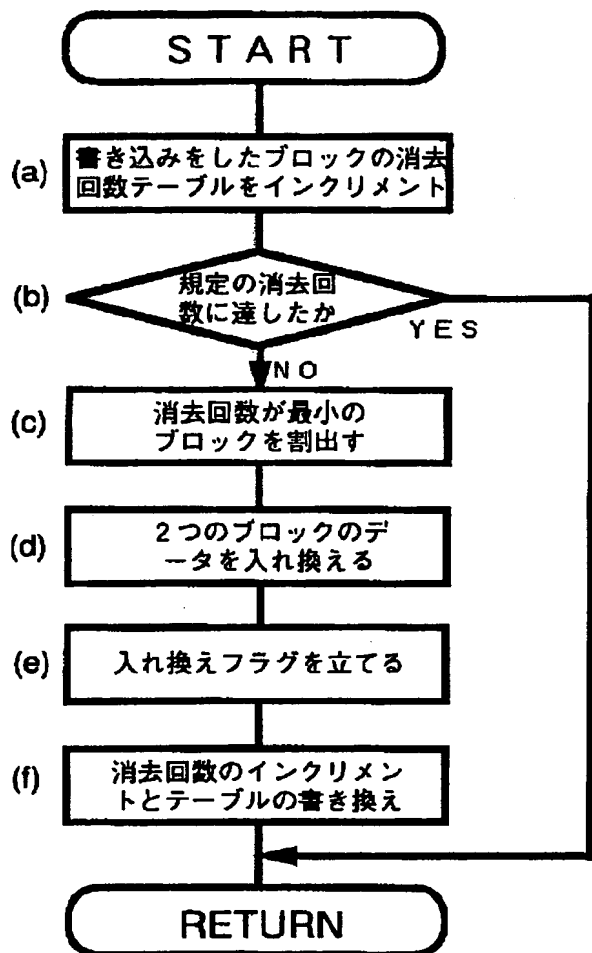 START
(a)
書き込みをしたブロックの消去
回数テーブルをインクリメント
(b)
規定の消去回
数に達したか
YES
NO
(c)
消去回数が最小の
ブロックを割出す
(d)
2つのブロックのデ
ータを入れ換える
(e)
入れ換えフラグを立てる
(f)
消去回数のインクリメン
トとテーブルの書き換え
RETURN